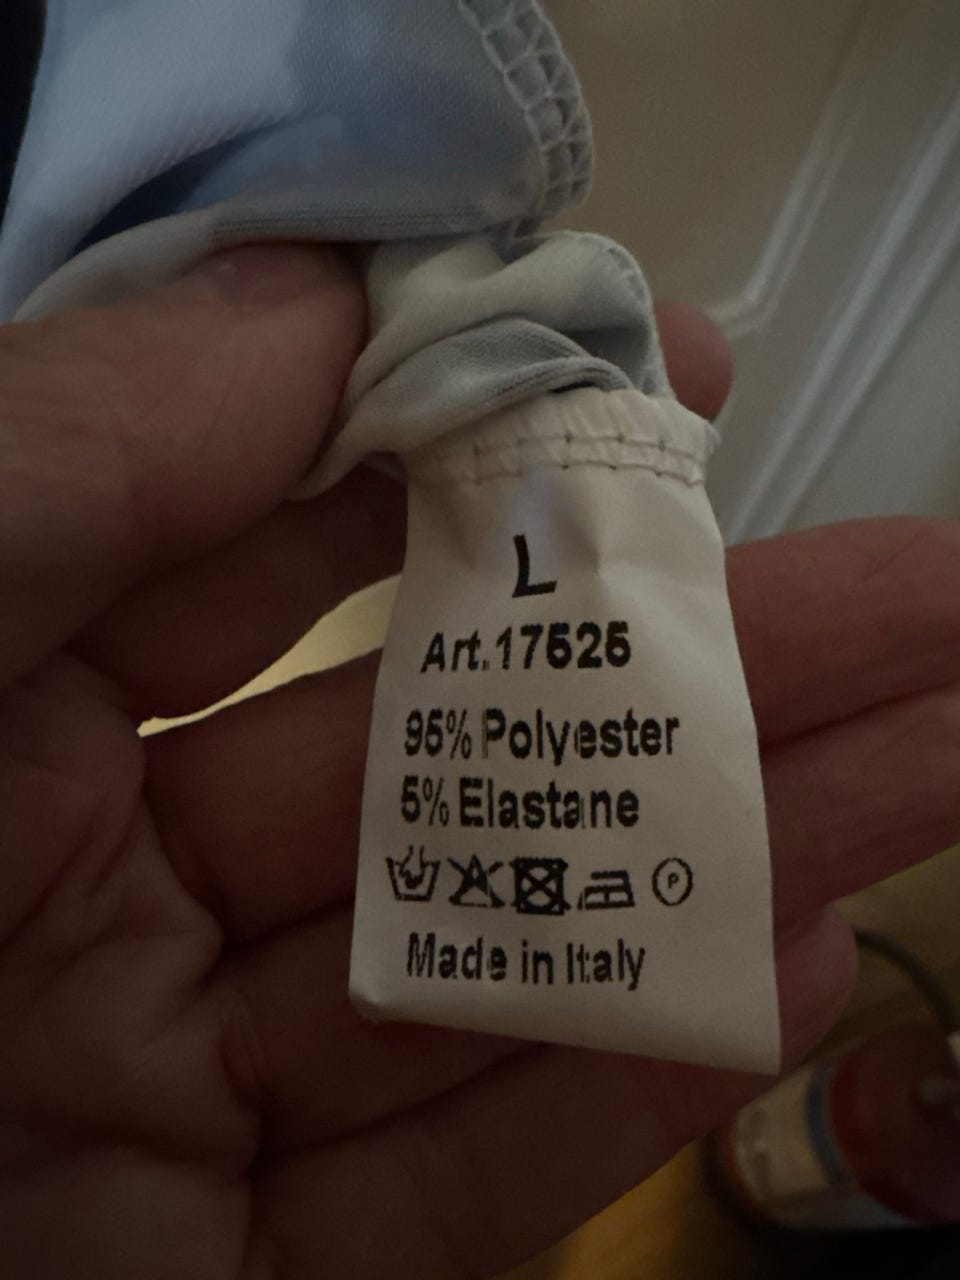 L
Art.17525
95% Polyester
5% Elastane
P
Made in Italy